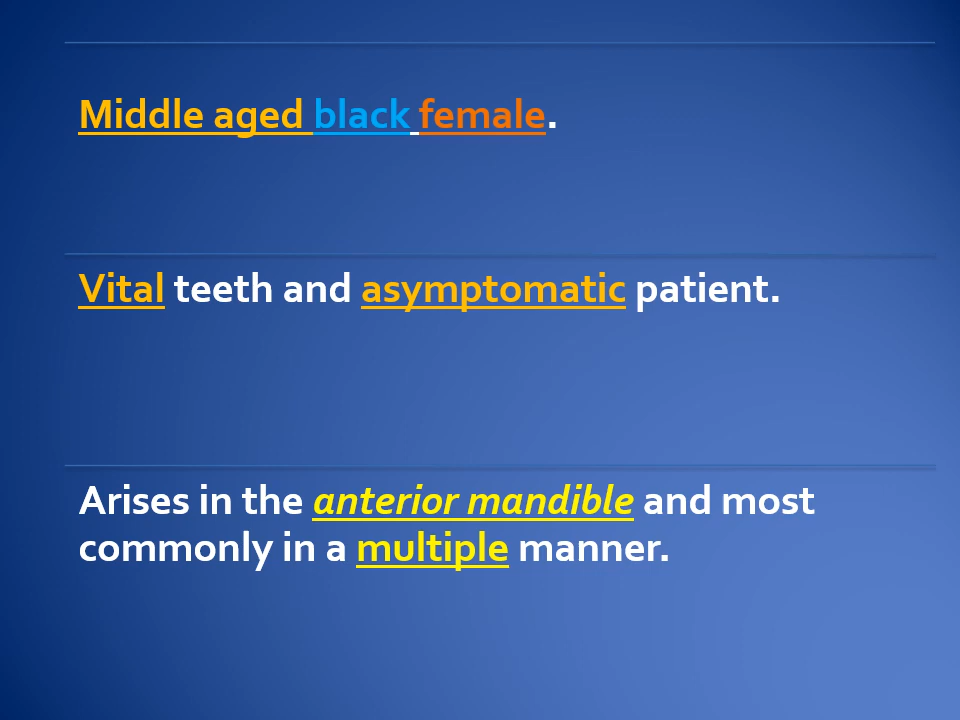 Middle aged black female.
Vital teeth and asymptomatic patient.
Arises in the anterior mandible and most
commonly in a multiple manner.